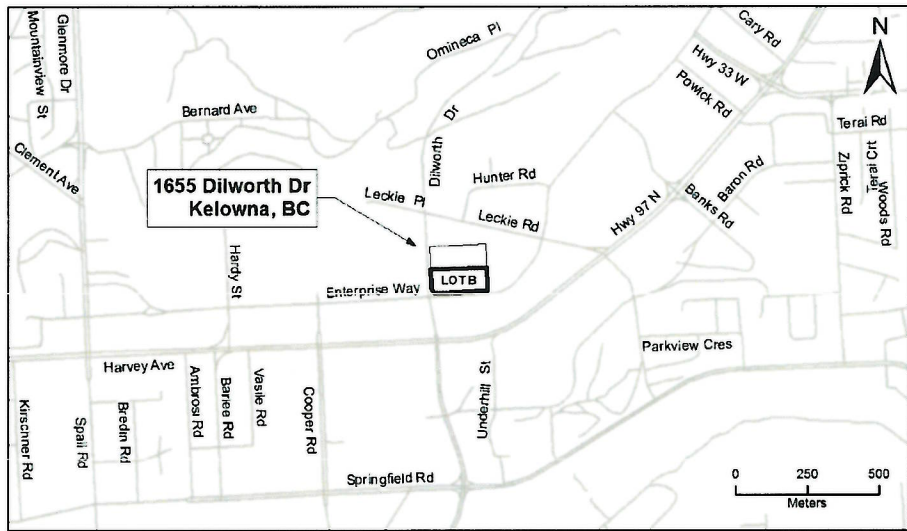 Cary Rd
N
Glenmore Dr
Mountainview St
Omineca Pl
Hwy 33 W
Powick Rd
Bernard Ave
Dilworth Dr
Terai Rd
Clement Ave
Hunter Rd
Baron Rd
Ziprick Rd
Terai Crt
Woods Rd
1655 Dilworth Dr
Kelowna, BC
Leckie Pl
Leckie Rd
Hwy 97 N
Banks Rd
Hardy St
LOT B
Enterprise Way
Parkview Cres
Harvey Ave
Underhill St
Kirschner Rd
Spall Rd
Bredin Rd
Ambrosi Rd
Barlee Rd
Vasile Rd
Cooper Rd
Springfield Rd
0 250 500
Meters